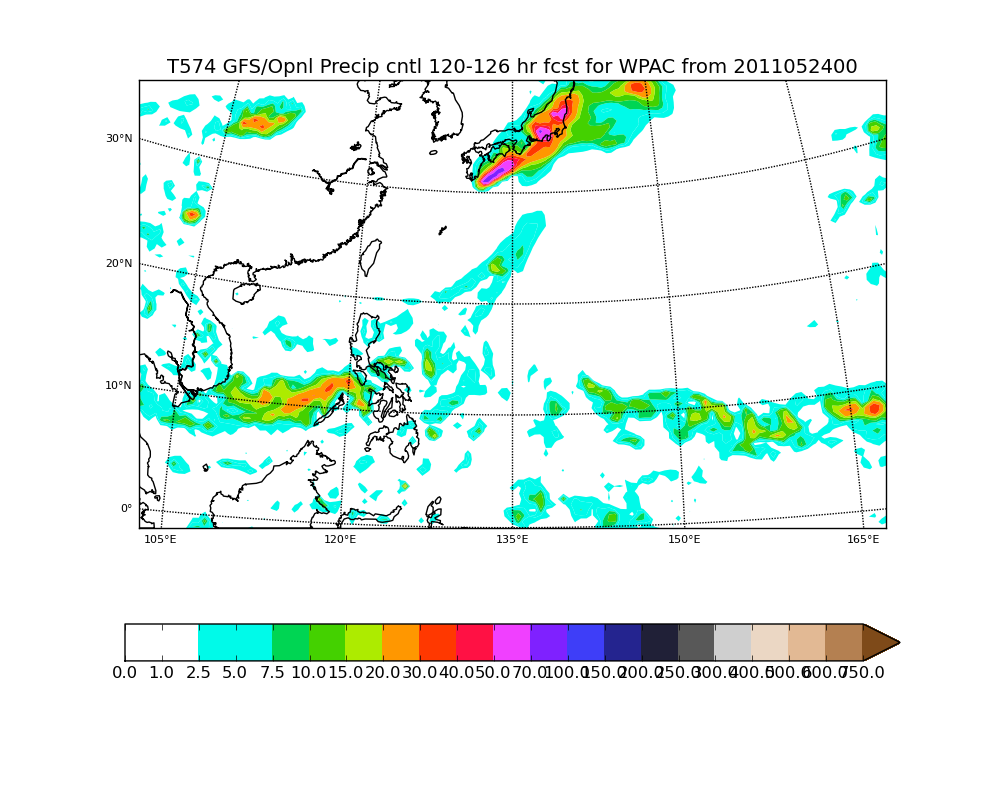 T574 GFS/Opnl Precip cntl 120-126 hr fcst for WPAC from 2011052400
30°N
20°N
10°N
0°
105°E 120°E 135°E 150°E 165°E
0.0 1.0 2.5 5.0 7.5 10.0 15.0 20.0 30.0 40.0 50.0 70.0 100.0 150.0 200.0 250.0 300.0 400.0 500.0 600.0 750.0